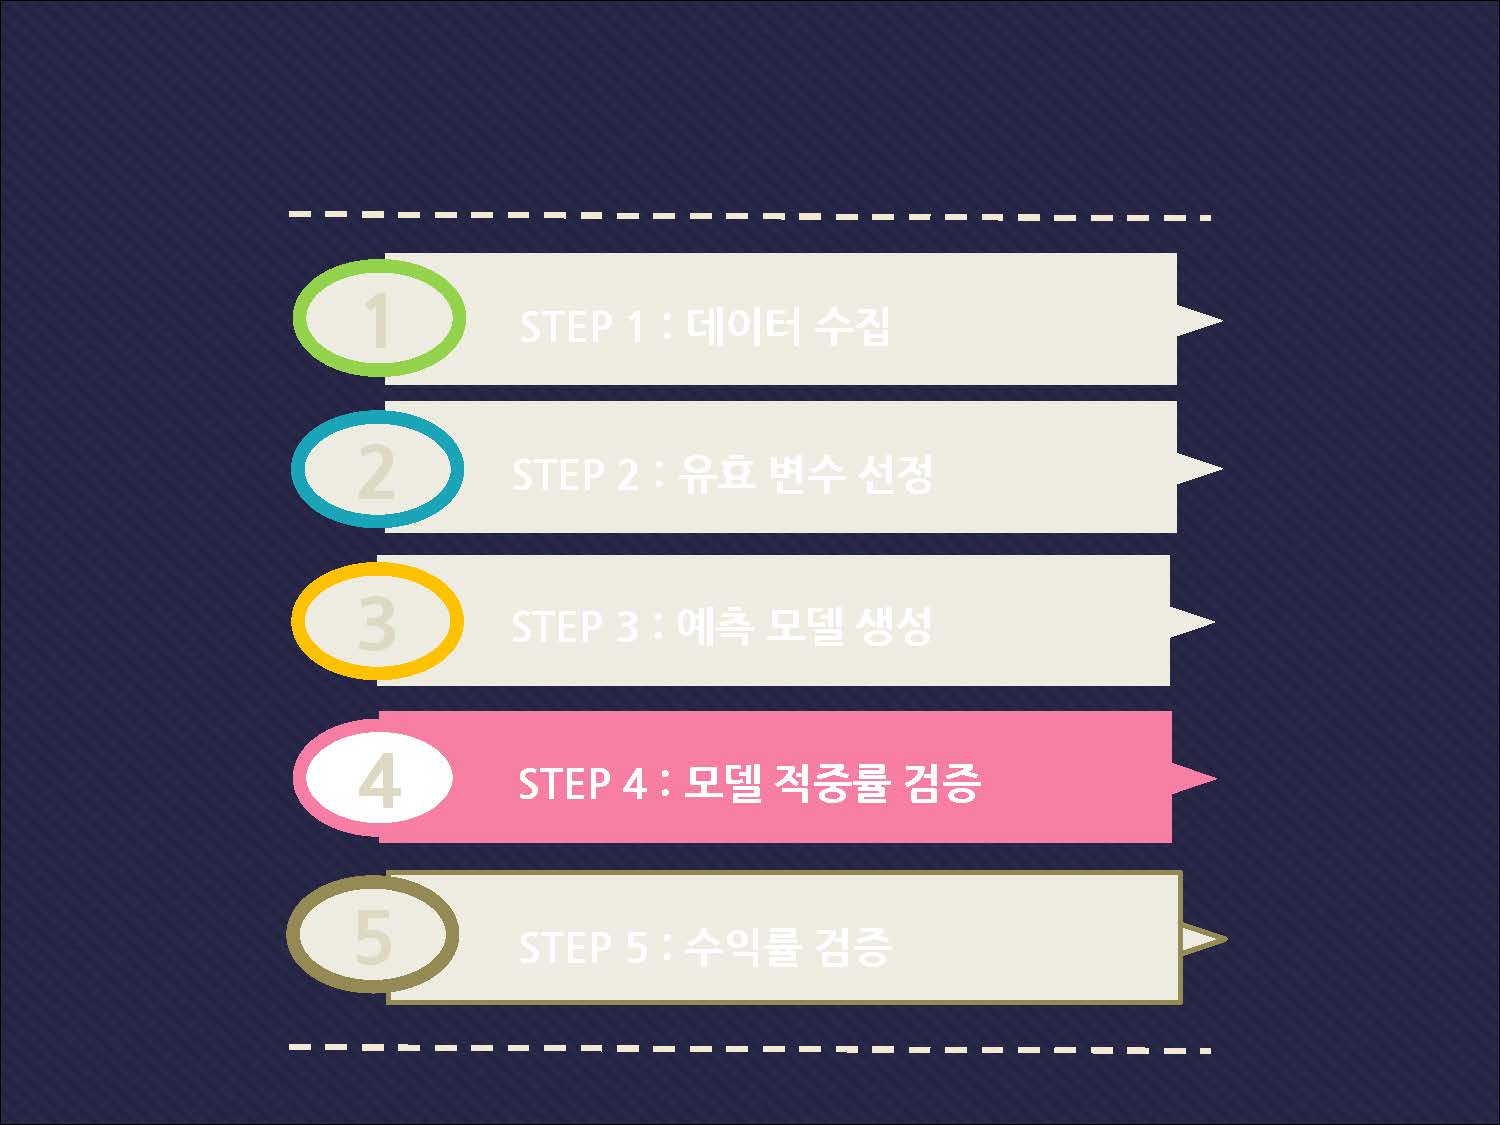 1
STEP 1 : 데이터 수집
2
STEP 2 : 유효 변수 선정
3
STEP 3 : 예측 모델 생성
4
STEP 4 : 모델 적중률 검증
5
STEP 5 : 수익률 검증